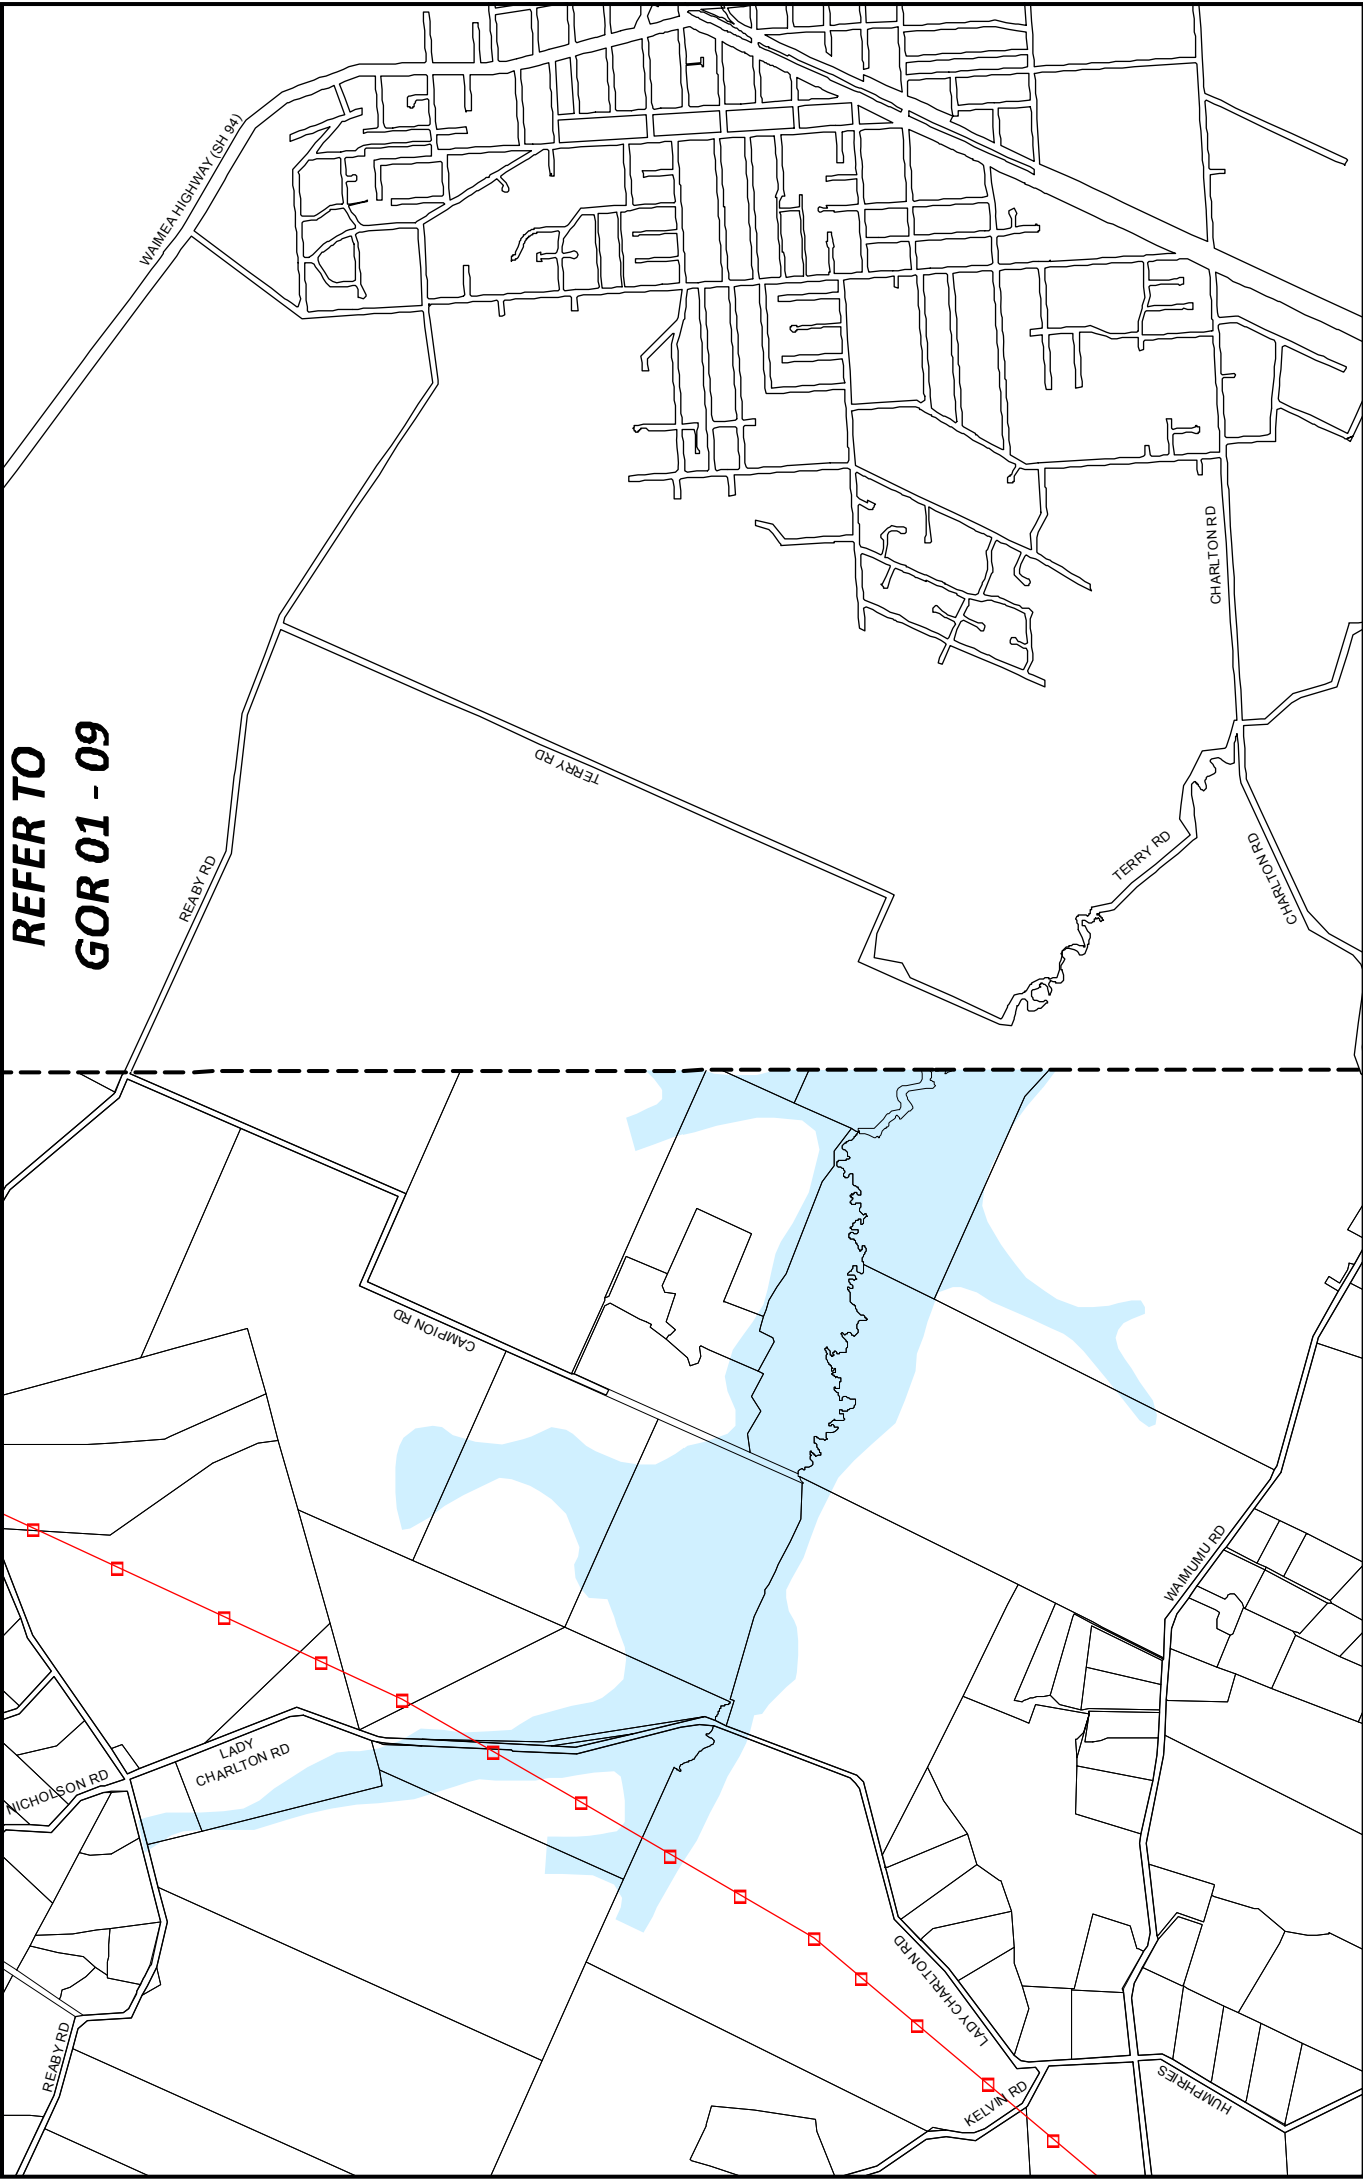 WAIMEA HIGHWAY (SH 94)
REFER TO
GOR 01 - 09
REABY RD
TERRY RD
CHARLTON RD
TERRY RD
CHARLTON RD
CAMPION RD
WAIMUMU RD
NICHOLSON RD
LADY
CHARLTON RD
LADY CHARLTON RD
REABY RD
KELVIN RD
HUMPHRIES